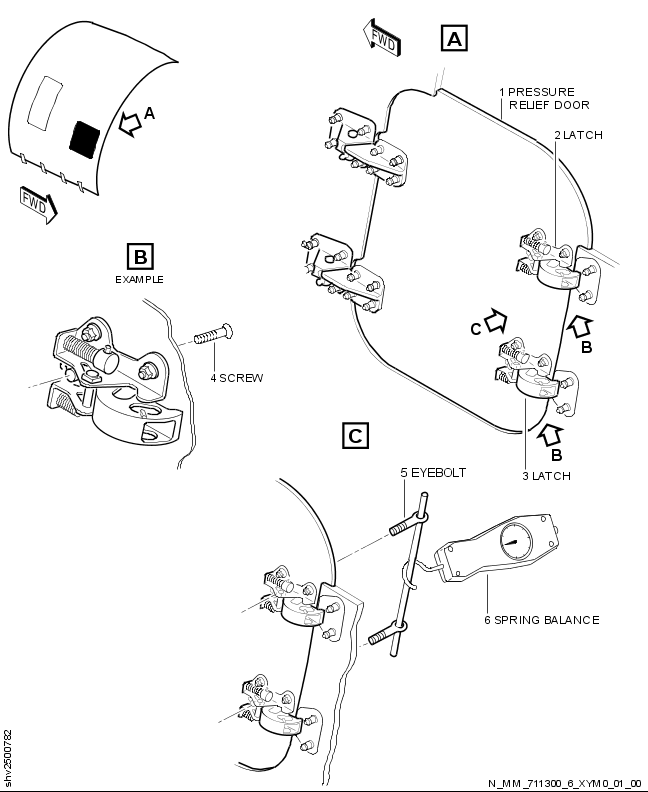 FWD
A
1 PRESSURE
RELIEF DOOR
2 LATCH
A
FWD
B
EXAMPLE
C
B
4 SCREW
B
C
3 LATCH
5 EYEBOLT
6 SPRING BALANCE
shv2500782
N_MM_711300_6_XYM0_01_00